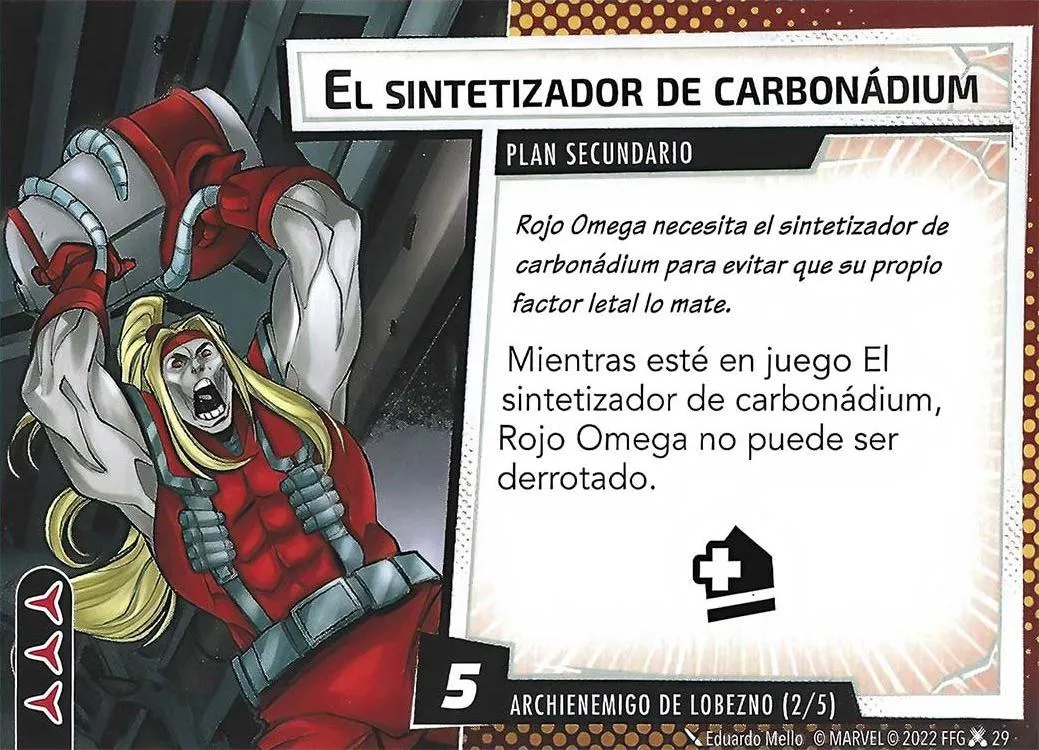 EL SINTETIZADOR DE CARBONÁDIUM
PLAN SECUNDARIO
Rojo Omega necesita el sintetizador de
carbonádium para evitar que su propio
factor letal lo mate.
Mientras esté en juego El
sintetizador de carbonádium,
Rojo Omega no puede ser
derrotado.
5
ARCHIENEMIGO DE LOBEZNO (2/5)
Eduardo Mello © MARVEL © 2022 FFG 29